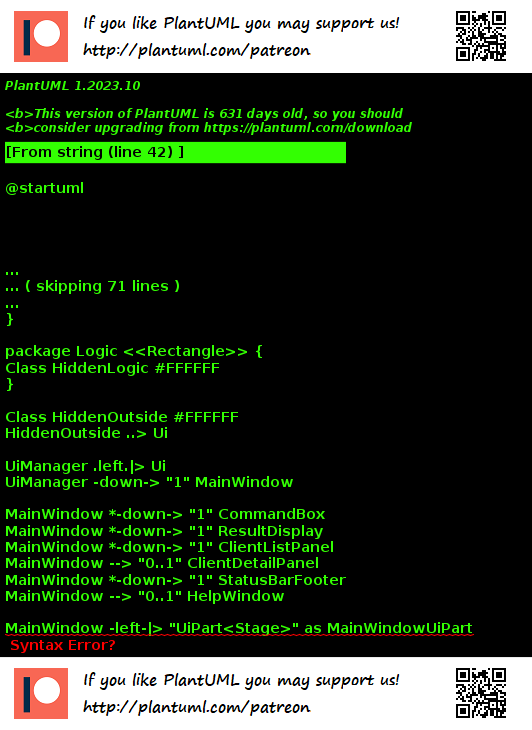 If you like PlantUML you may support us!
http://plantuml.com/patreon
PlantUML 1.2023.10
<b>This version of PlantUML is 631 days old, so you should
<b>consider upgrading from https://plantuml.com/download
[From string (line 42) ]
@startuml
...
... ( skipping 71 lines )
...
}
package Logic <<Rectangle>> {
Class HiddenLogic #FFFFFF
}
Class HiddenOutside #FFFFFF
HiddenOutside ..> Ui
UiManager .left.|> Ui
UiManager -down-> "1" MainWindow
MainWindow *-down-> "1" CommandBox
MainWindow *-down-> "1" ResultDisplay
MainWindow *-down-> "1" ClientListPanel
MainWindow --> "0..1" ClientDetailPanel
MainWindow *-down-> "1" StatusBarFooter
MainWindow --> "0..1" HelpWindow
MainWindow -left-|> "UiPart<Stage>" as MainWindowUiPart
Syntax Error?
If you like PlantUML you may support us!
http://plantuml.com/patreon